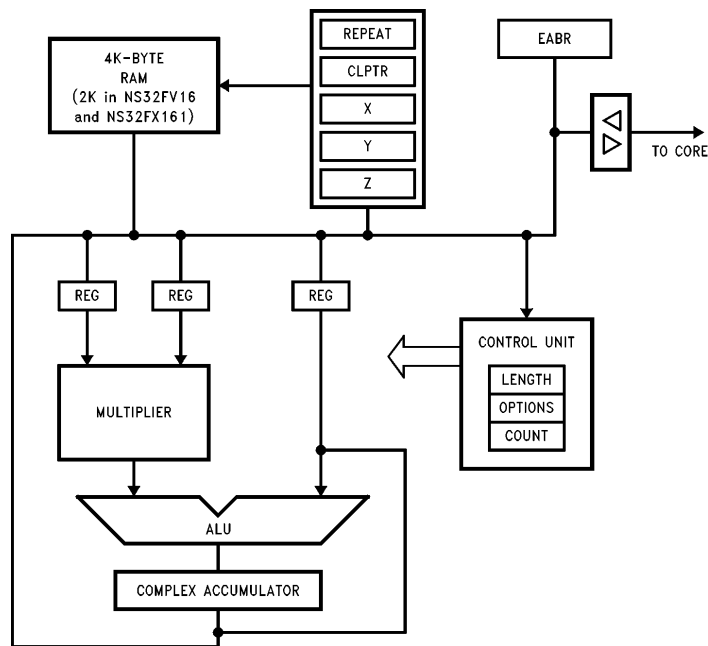 4K-BYTE
RAM
(2K in NS32FV16
and NS32FX161)
REPEAT
CLPTR
X
Y
Z
EABR
TO CORE
REG
REG
REG
MULTIPLIER
CONTROL UNIT
LENGTH
OPTIONS
COUNT
ALU
COMPLEX ACCUMULATOR